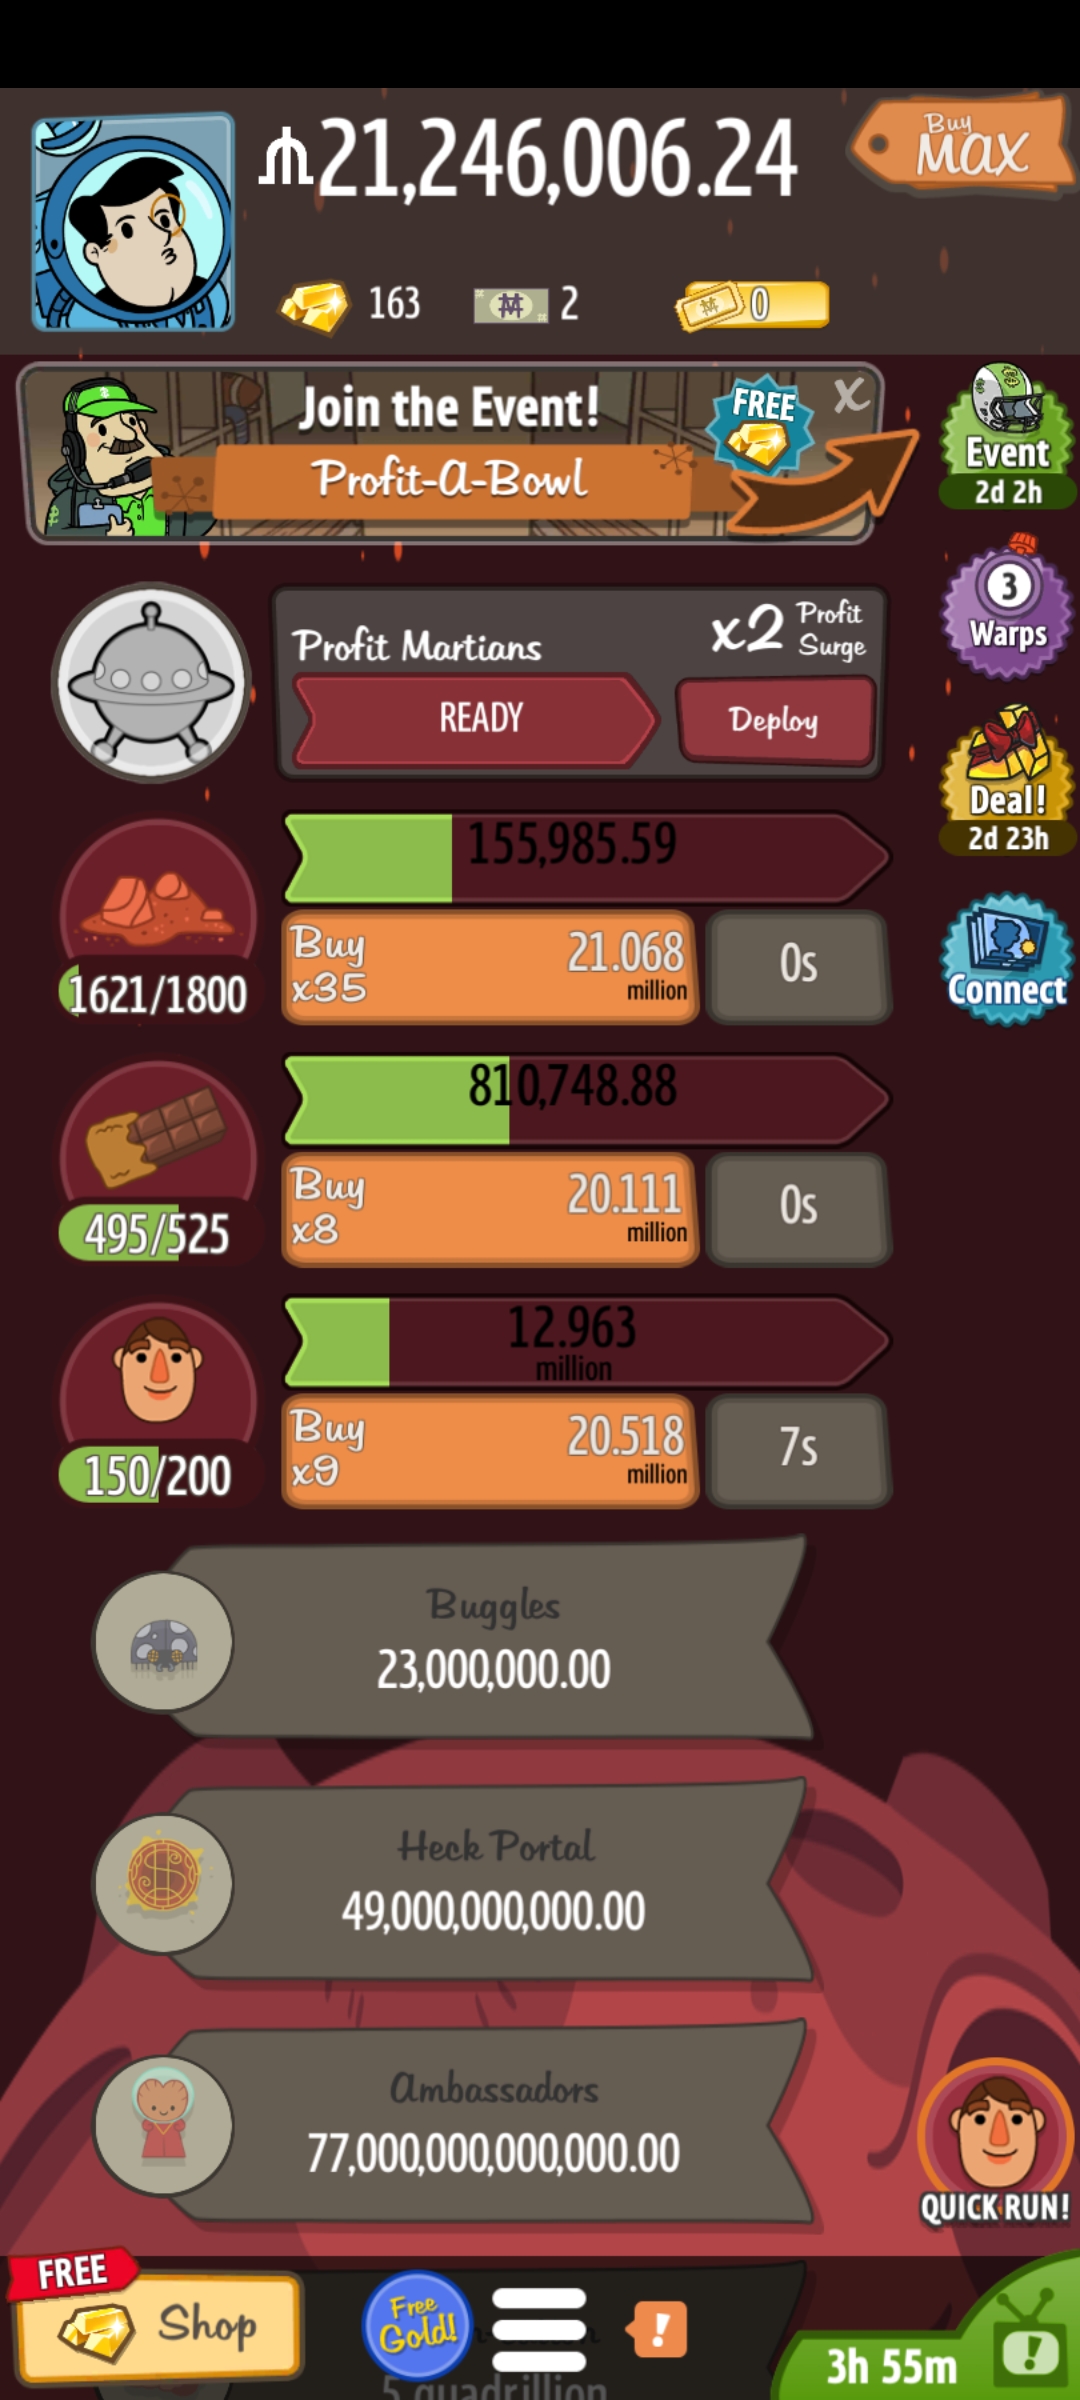 ₼21,246,006.24
Buy
MAX
163
2
0
Join the Event!
Profit-A-Bowl
FREE
X
Event
2d 2h
3
Warps
Profit Martians
x2 Profit
Surge
READY
Deploy
Deal!
2d 23h
155,985.59
1621/1800
Buy
x35
21.068
million
0s
Connect
810,748.88
495/525
Buy
x8
20.111
million
0s
12.963
million
150/200
Buy
x9
20.518
million
7s
Buggles
23,000,000.00
Heck Portal
49,000,000,000.00
Ambassadors
77,000,000,000,000.00
QUICK RUN!
FREE
Shop
Free
Gold!
!
3h 55m
!
5 quadrillion